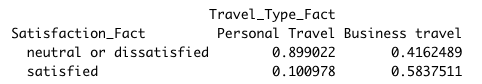 Travel_Type_Fact
Satisfaction_Fact Personal Travel Business travel
neutral or dissatisfied 0.899022 0.4162489
satisfied 0.100978 0.5837511